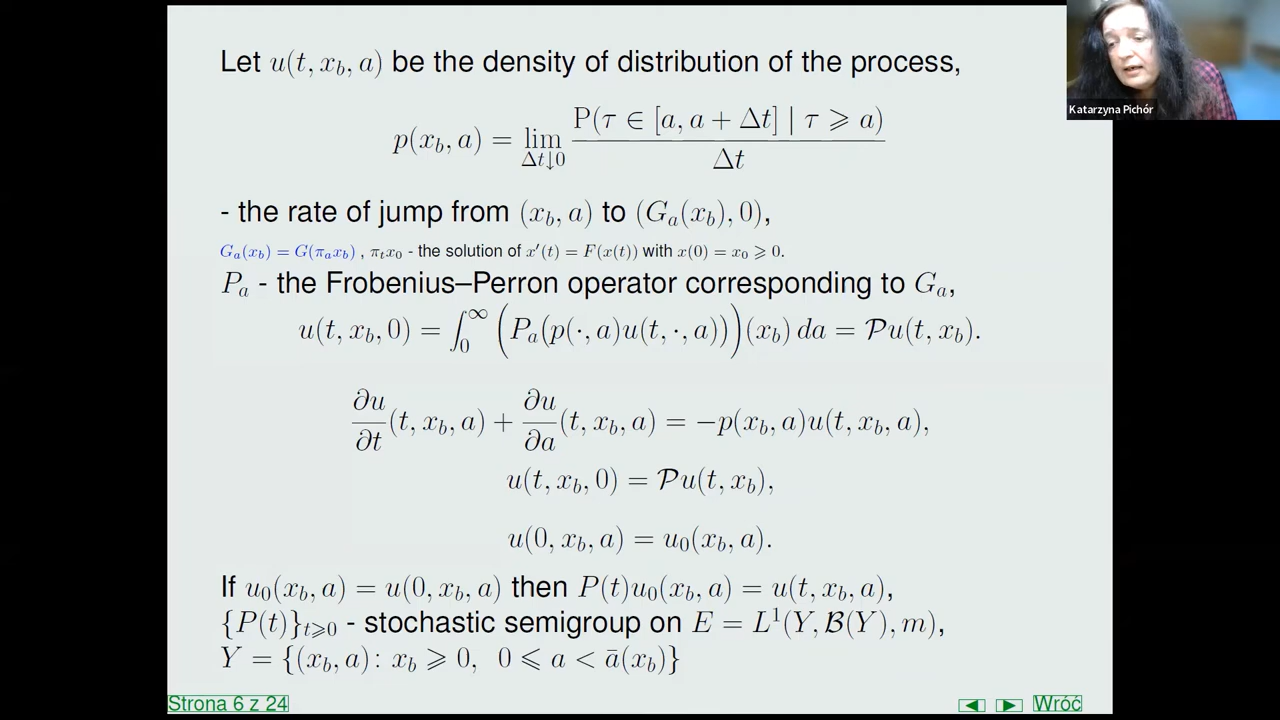 Let u(t, x_b, a) be the density of distribution of the process,
p(x_b, a) = lim_{Δt↓0} P(τ ∈ [a, a + Δt] | τ ⩾ a) / Δt
- the rate of jump from (x_b, a) to (G_a(x_b), 0),
G_a(x_b) = G(π_a x_b) , π_t x_0 - the solution of x′(t) = F(x(t)) with x(0) = x_0 ⩾ 0.
P_a - the Frobenius–Perron operator corresponding to G_a,
u(t, x_b, 0) = ∫_0^∞ (P_a(p(·, a)u(t, ·, a)))(x_b) da = 𝒫u(t, x_b).
∂u/∂t (t, x_b, a) + ∂u/∂a (t, x_b, a) = −p(x_b, a)u(t, x_b, a),
u(t, x_b, 0) = 𝒫u(t, x_b),
u(0, x_b, a) = u_0(x_b, a).
If u_0(x_b, a) = u(0, x_b, a) then P(t)u_0(x_b, a) = u(t, x_b, a),
{P(t)}_{t⩾0} - stochastic semigroup on E = L^1(Y, ℬ(Y), m),
Y = {(x_b, a): x_b ⩾ 0, 0 ⩽ a < ā(x_b)}
Strona 6 z 24
Wróć
Katarzyna Pichór